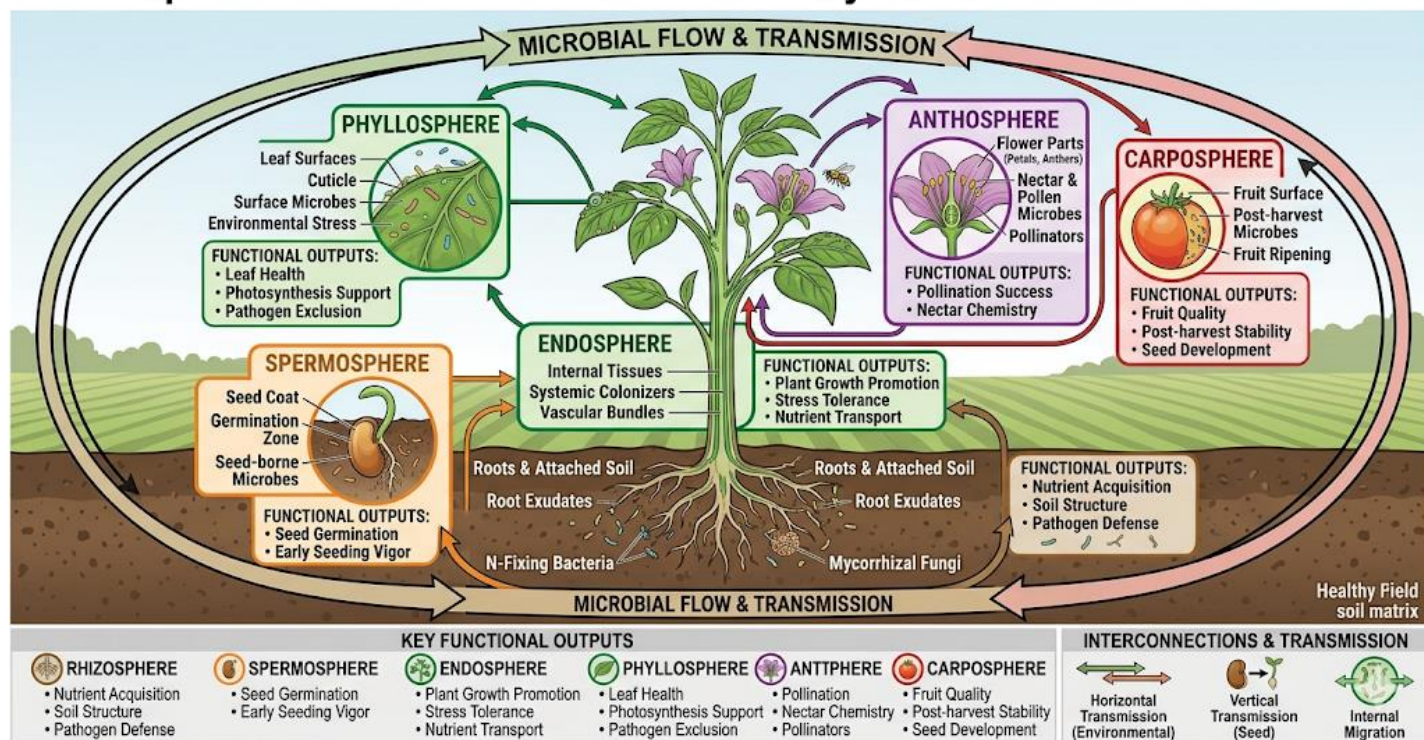 MICROBIAL FLOW & TRANSMISSION
PHYLLOSPHERE
Leaf Surfaces
Cuticle
Surface Microbes
Environmental Stress
FUNCTIONAL OUTPUTS:
• Leaf Health
• Photosynthesis Support
• Pathogen Exclusion
ANTHOSPHERE
Flower Parts
(Petals, Anthers)
Nectar &
Pollen
Microbes
Pollinators
FUNCTIONAL OUTPUTS:
• Pollination Success
• Nectar Chemistry
CARPOSPHERE
Fruit Surface
Post-harvest
Microbes
Fruit Ripening
FUNCTIONAL OUTPUTS:
• Fruit Quality
• Post-harvest Stability
• Seed Development
SPERMOSPHERE
Seed Coat
Germination
Zone
Seed-borne
Microbes
FUNCTIONAL OUTPUTS:
• Seed Germination
• Early Seeding Vigor
ENDOSPHERE
Internal Tissues
Systemic Colonizers
Vascular Bundles
FUNCTIONAL OUTPUTS:
• Plant Growth Promotion
• Stress Tolerance
• Nutrient Transport
Roots & Attached Soil
Root Exudates
N-Fixing Bacteria
Roots & Attached Soil
Root Exudates
Mycorrhizal Fungi
FUNCTIONAL OUTPUTS:
• Nutrient Acquisition
• Soil Structure
• Pathogen Defense
MICROBIAL FLOW & TRANSMISSION
Healthy Field
soil matrix
KEY FUNCTIONAL OUTPUTS
RHIZOSPHERE
• Nutrient Acquisition
• Soil Structure
• Pathogen Defense
SPERMOSPHERE
• Seed Germination
• Early Seeding Vigor
ENDOSPHERE
• Plant Growth Promotion
• Stress Tolerance
• Nutrient Transport
PHYLLOSPHERE
• Leaf Health
• Photosynthesis Support
• Pathogen Exclusion
ANTTPHERE
• Pollination
• Nectar Chemistry
• Pollinators
CARPOSPHERE
• Fruit Quality
• Post-harvest Stability
• Seed Development
INTERCONNECTIONS & TRANSMISSION
Horizontal
Transmission
(Environmental)
Vertical
Transmission
(Seed)
Internal
Migration